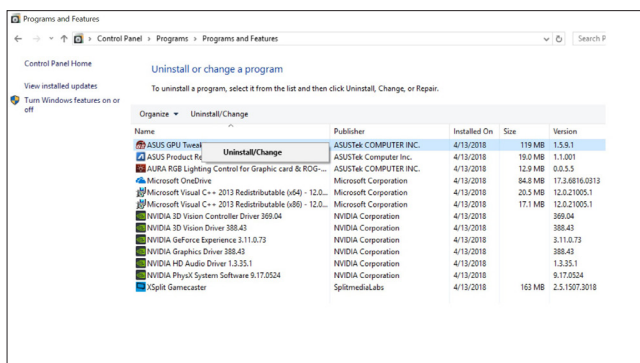 Programs and Features
Control Panel > Programs > Programs and Features
Search P
Control Panel Home
View installed updates
Turn Windows features on or
off
Uninstall or change a program
To uninstall a program, select it from the list and then click Uninstall, Change, or Repair.
Organize Uninstall/Change
Name Publisher Installed On Size Version
ASUS GPU Tweak ASUSTek COMPUTER INC. 4/13/2018 119 MB 1.5.9.1
Uninstall/Change
ASUS Product Re ASUSTek Computer Inc. 4/13/2018 19.0 MB 1.1.001
AURA RGB Lighting Control for Graphic card & ROG-... ASUSTek COMPUTER INC. 4/13/2018 12.9 MB 0.0.5.5
Microsoft OneDrive Microsoft Corporation 4/13/2018 84.8 MB 17.3.6816.0313
Microsoft Visual C++ 2013 Redistributable (x64) - 12.0... Microsoft Corporation 4/13/2018 20.5 MB 12.0.21005.1
Microsoft Visual C++ 2013 Redistributable (x86) - 12.0... Microsoft Corporation 4/13/2018 17.1 MB 12.0.21005.1
NVIDIA 3D Vision Controller Driver 369.04 NVIDIA Corporation 4/13/2018 369.04
NVIDIA 3D Vision Driver 388.43 NVIDIA Corporation 4/13/2018 388.43
NVIDIA GeForce Experience 3.11.0.73 NVIDIA Corporation 4/13/2018 3.11.0.73
NVIDIA Graphics Driver 388.43 NVIDIA Corporation 4/13/2018 388.43
NVIDIA HD Audio Driver 1.3.35.1 NVIDIA Corporation 4/13/2018 1.3.35.1
NVIDIA PhysX System Software 9.17.0524 NVIDIA Corporation 4/13/2018 9.17.0524
XSplit Gamecaster SplitmediaLabs 4/13/2018 163 MB 2.5.1507.3018